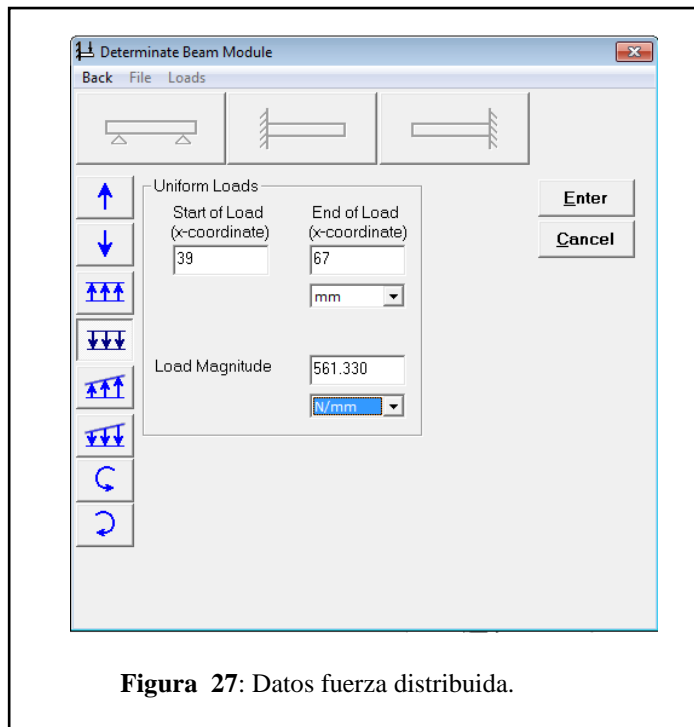 Determinate Beam Module
Back File Loads
Uniform Loads
Start of Load
(x-coordinate)
End of Load
(x-coordinate)
39
67
mm
Load Magnitude
561.330
N/mm
Enter
Cancel
Figura 27: Datos fuerza distribuida.